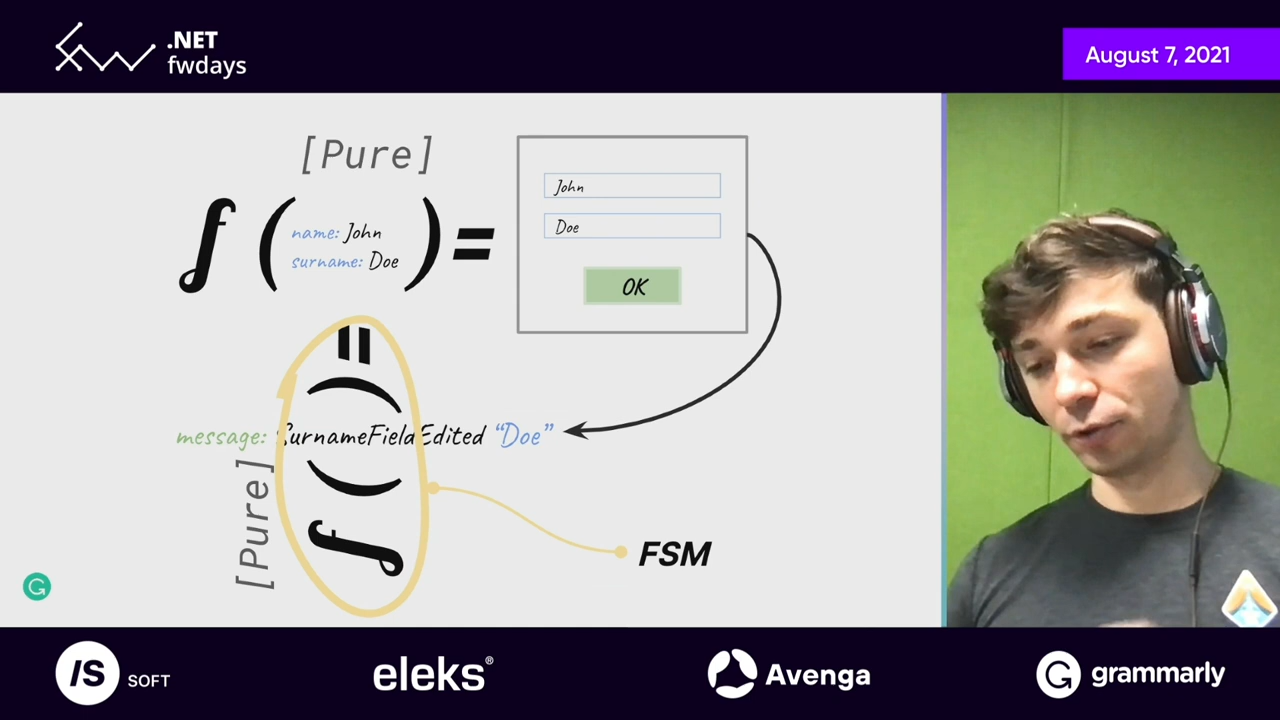 .NET
fwdays
August 7, 2021
[Pure]
f ( name: John
surname: Doe ) =
John
Doe
OK
=
( )
message: SurnameFieldEdited “Doe”
[Pure]
f
FSM
IS SOFT
eleks®
Avenga
grammarly